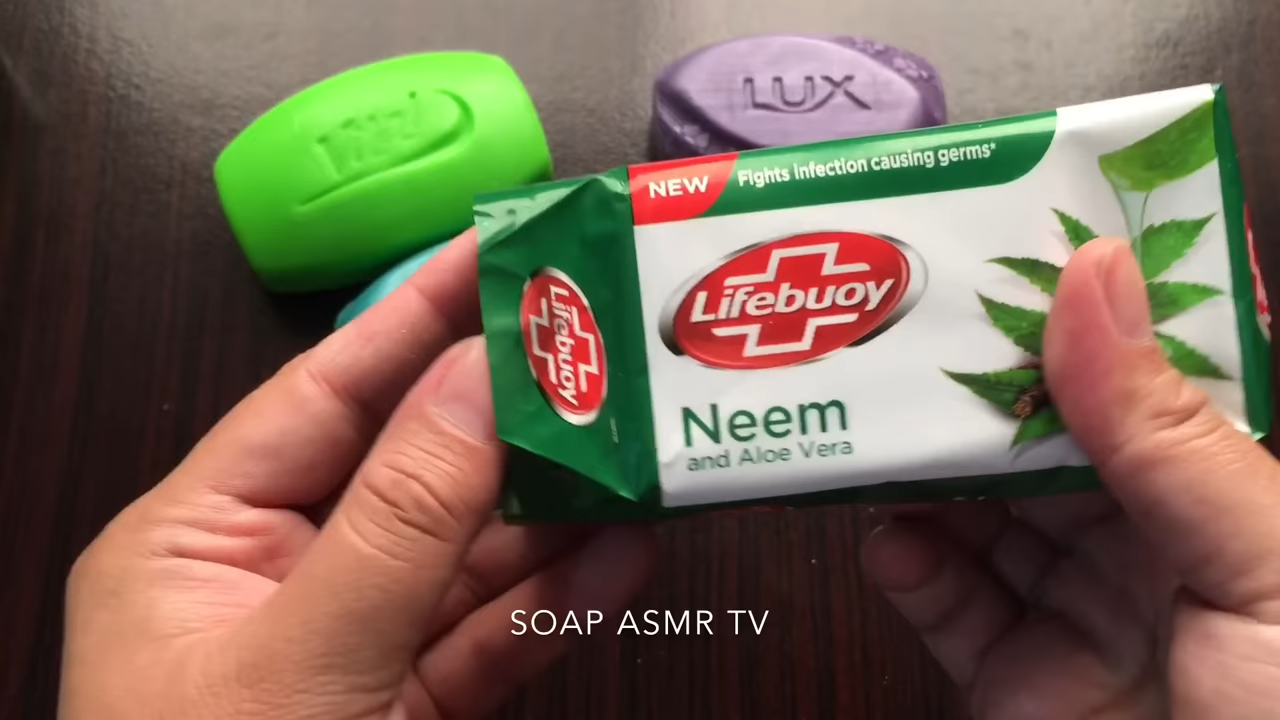 LUX
NEW Fights infection causing germs*
Lifebuoy
Lifebuoy
Neem
and Aloe Vera
SOAP ASMR TV